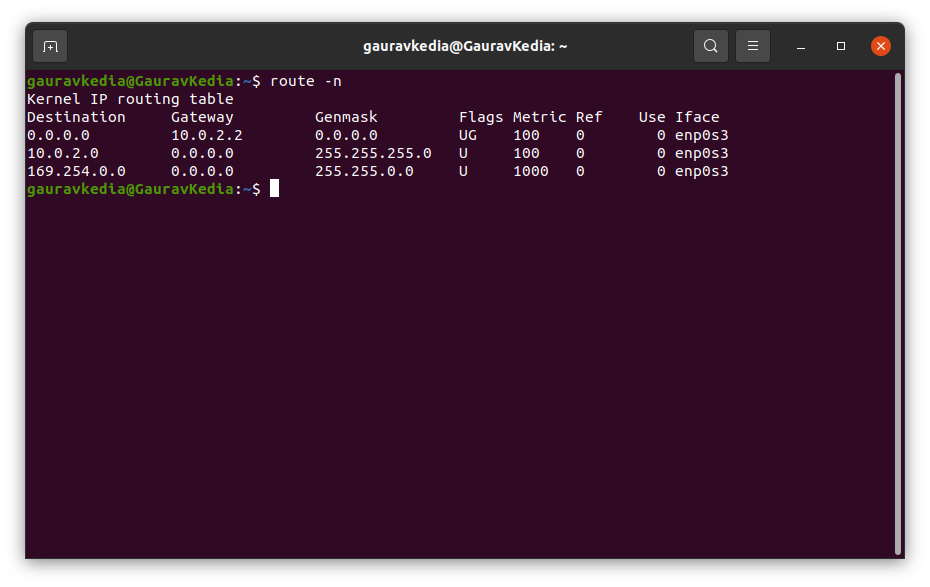 gauravkedia@GauravKedia: ~
gauravkedia@GauravKedia:~$ route -n
Kernel IP routing table
Destination     Gateway         Genmask         Flags Metric Ref    Use Iface
0.0.0.0         10.0.2.2        0.0.0.0         UG    100    0        0 enp0s3
10.0.2.0        0.0.0.0         255.255.255.0   U     100    0        0 enp0s3
169.254.0.0     0.0.0.0         255.255.0.0     U     1000   0        0 enp0s3
gauravkedia@GauravKedia:~$